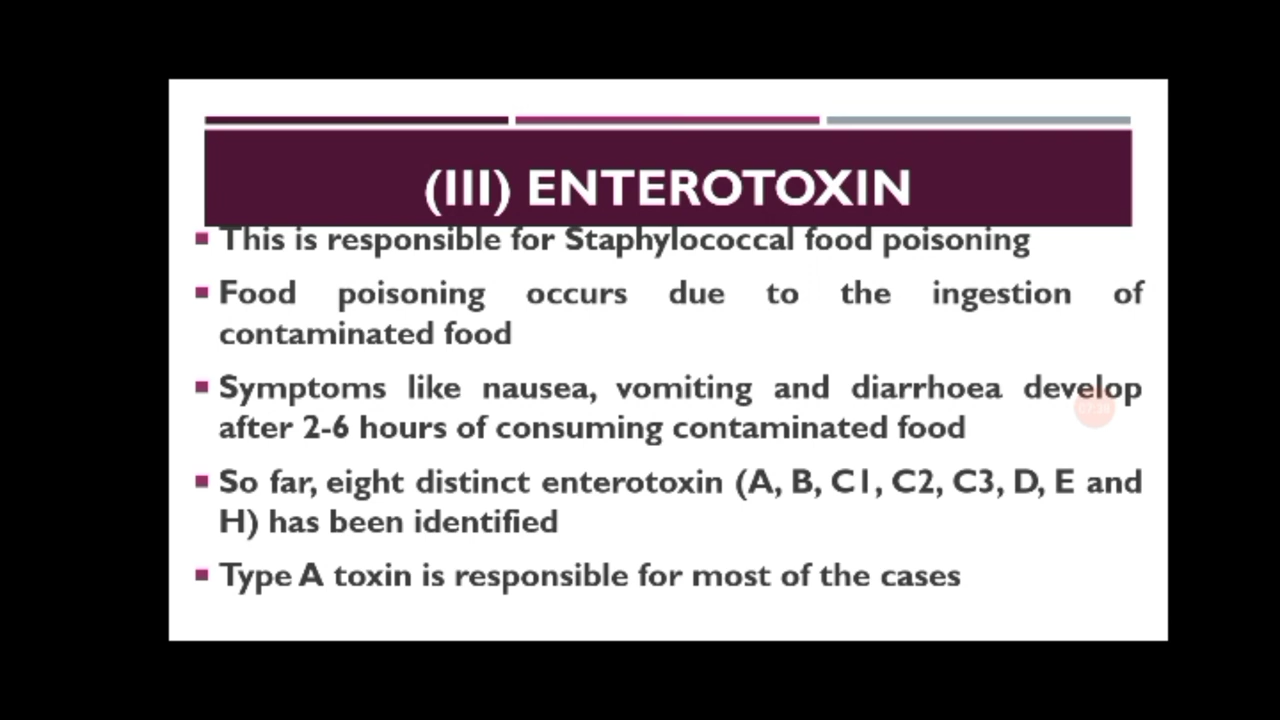 (III) ENTEROTOXIN
This is responsible for Staphylococcal food poisoning
Food poisoning occurs due to the ingestion of
contaminated food
Symptoms like nausea, vomiting and diarrhoea develop
after 2-6 hours of consuming contaminated food
So far, eight distinct enterotoxin (A, B, C1, C2, C3, D, E and
H) has been identified
Type A toxin is responsible for most of the cases